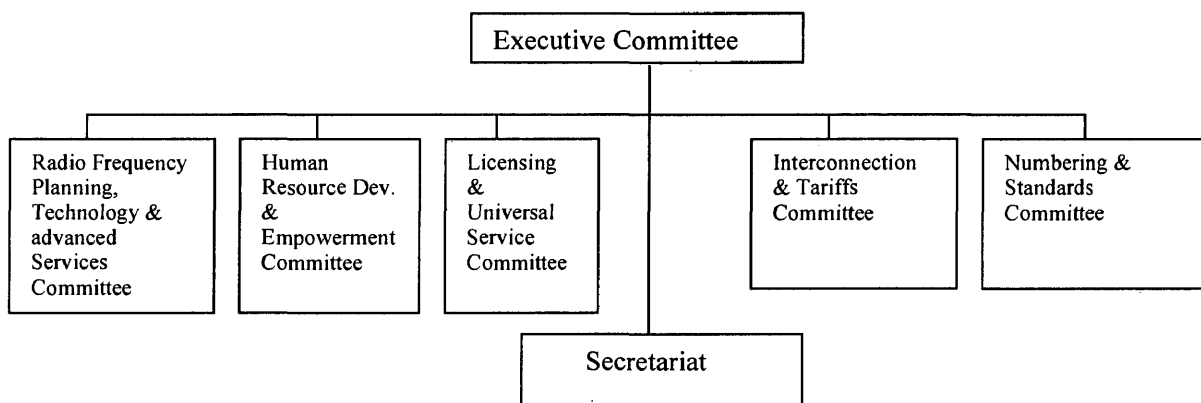 Executive Committee
Radio Frequency
Planning,
Technology &
advanced
Services
Committee
Human
Resource Dev.
&
Empowerment
Committee
Licensing
&
Universal
Service
Committee
Interconnection
& Tariffs
Committee
Numbering &
Standards
Committee
Secretariat